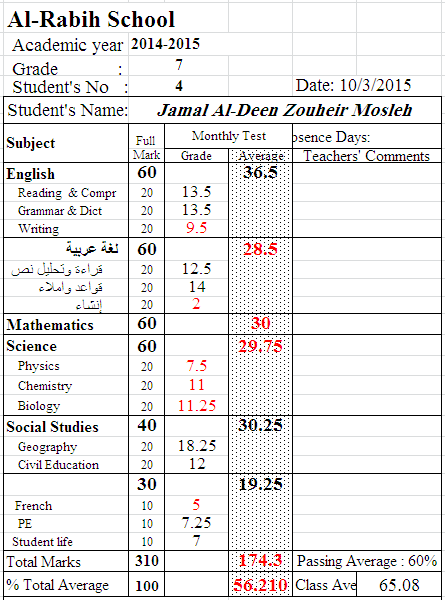 Al-Rabih School
Academic year 2014-2015
Grade : 7
Student's No : 4 Date: 10/3/2015
Student's Name: Jamal Al-Deen Zouheir Mosleh
Subject Full Mark Monthly Test osence Days:
Grade Average Teachers' Comments
English 60 36.5
Reading & Compr 20 13.5
Grammar & Dict 20 13.5
Writing 20 9.5
لغة عربية 60 28.5
قراءة وتحليل نص 20 12.5
قواعد واملاء 20 14
إنشاء 20 2
Mathematics 60 30
Science 60 29.75
Physics 20 7.5
Chemistry 20 11
Biology 20 11.25
Social Studies 40 30.25
Geography 20 18.25
Civil Education 20 12
30 19.25
French 10 5
PE 10 7.25
Student life 10 7
Total Marks 310 174.3 Passing Average : 60%
% Total Average 100 56.210 Class Ave 65.08